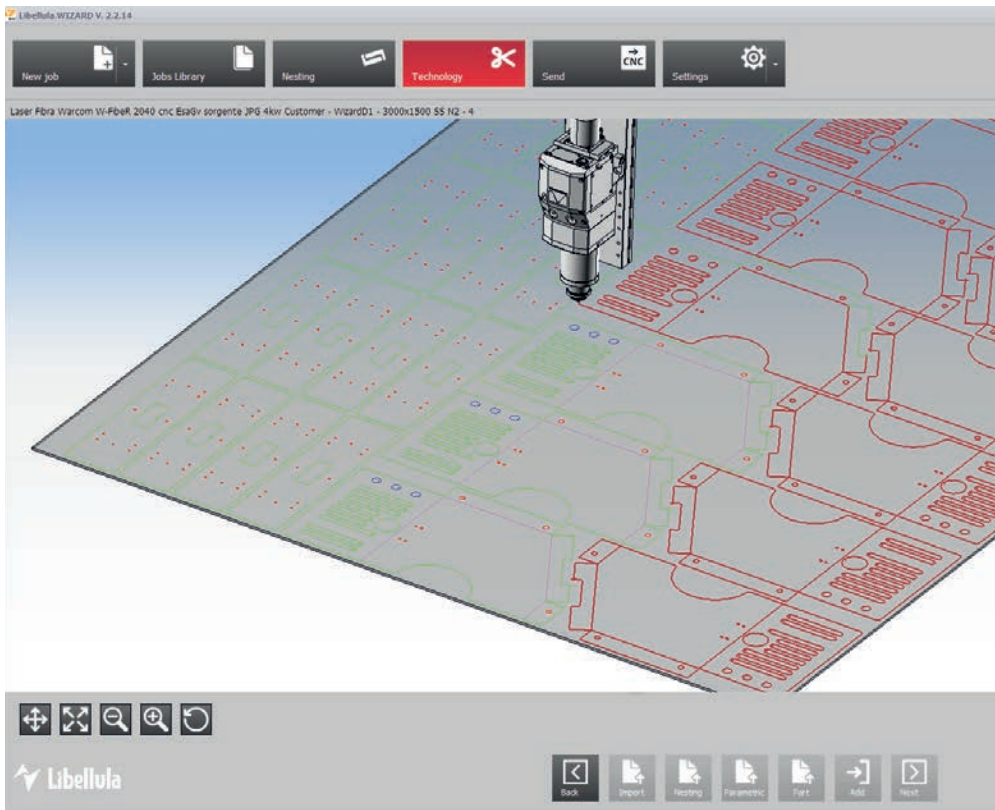 Libellula.WIZARD V. 2.2.14
New job
Jobs Library
Nesting
Technology
CNC
Send
Settings
Laser Fibra Warcom W-FibeR 2040 cnc EsaGv sorgente JPG 4kw Customer - WizardD1 - 3000x1500 SS N2 - 4
Libellula
Back
Import
Nesting
Parametric
Part
Add
Next